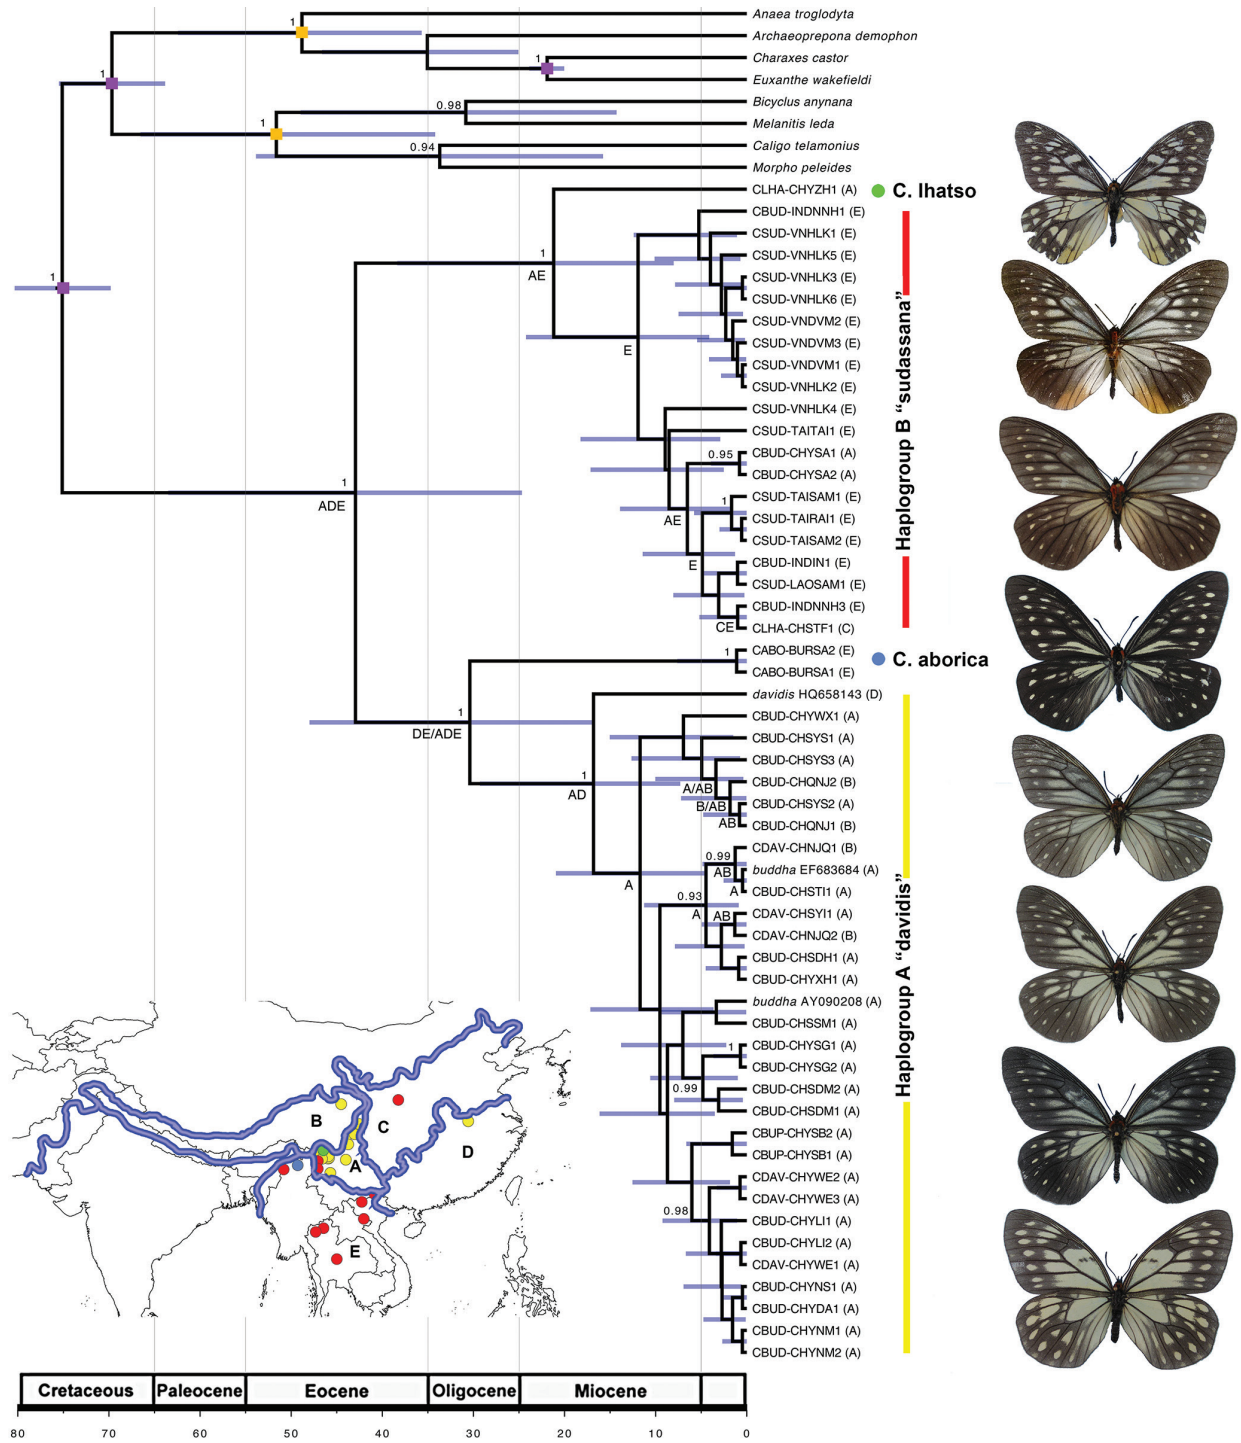 1
Anaea troglodyta
Archaeoprepona demophon
1
Charaxes castor
1
Euxanthe wakefieldi
0.98
Bicyclus anynana
1
Melanitis leda
0.94
Caligo telamonius
Morpho peleides
CLHA-CHYZH1 (A)
C. lhatso
CBUD-INDNNH1 (E)
CSUD-VNHLK1 (E)
1
AE
CSUD-VNHLK5 (E)
1
CSUD-VNHLK3 (E)
CSUD-VNHLK6 (E)
CSUD-VNDVM2 (E)
E
CSUD-VNDVM3 (E)
CSUD-VNDVM1 (E)
CSUD-VNHLK2 (E)
CSUD-VNHLK4 (E)
CSUD-TAITAI1 (E)
Haplogroup B “sudassana”
0.95
CBUD-CHYSA1 (A)
CBUD-CHYSA2 (A)
1
ADE
1
CSUD-TAISAM1 (E)
AE
CSUD-TAIRAI1 (E)
CSUD-TAISAM2 (E)
E
CBUD-INDIN1 (E)
CSUD-LAOSAM1 (E)
CBUD-INDNNH3 (E)
CE
CLHA-CHSTF1 (C)
1
CABO-BURSA2 (E)
C. aborica
CABO-BURSA1 (E)
davidis HQ658143 (D)
1
DE/ADE
CBUD-CHYWX1 (A)
CBUD-CHSYS1 (A)
CBUD-CHSYS3 (A)
1
AD
A/AB
CBUD-CHQNJ2 (B)
B/AB
CBUD-CHSYS2 (A)
AB
CBUD-CHQNJ1 (B)
0.99
CDAV-CHNJQ1 (B)
A
AB
buddha EF683684 (A)
A
CBUD-CHSTI1 (A)
0.93
A
AB
CDAV-CHSYI1 (A)
CDAV-CHNJQ2 (B)
CBUD-CHSDH1 (A)
CBUD-CHYXH1 (A)
Haplogroup A “davidis”
buddha AY090208 (A)
CBUD-CHSSM1 (A)
1
CBUD-CHYSG1 (A)
CBUD-CHYSG2 (A)
0.99
CBUD-CHSDM2 (A)
CBUD-CHSDM1 (A)
CBUP-CHYSB2 (A)
CBUP-CHYSB1 (A)
CDAV-CHYWE2 (A)
CDAV-CHYWE3 (A)
0.98
CBUD-CHYLI1 (A)
CBUD-CHYLI2 (A)
CDAV-CHYWE1 (A)
CBUD-CHYNS1 (A)
CBUD-CHYDA1 (A)
CBUD-CHYNM1 (A)
CBUD-CHYNM2 (A)
B
C
D
A
E
Cretaceous Paleocene Eocene Oligocene Miocene
80 70 60 50 40 30 20 10 0